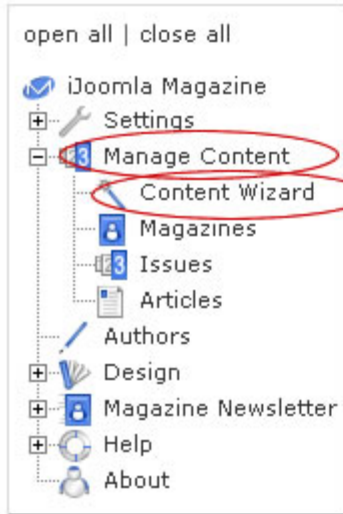 open all | close all
iJoomla Magazine
Settings
Manage Content
Content Wizard
Magazines
Issues
Articles
Authors
Design
Magazine Newsletter
Help
About